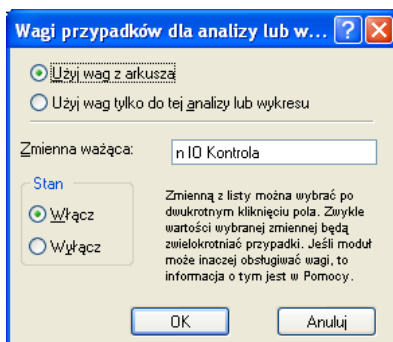 Wagi przypadków dla analizy lub w...
Użyj wag z arkusza
Użyj wag tylko do tej analizy lub wykresu
Zmienna ważąca:
n IO Kontrola
Stan
Zmienną z listy można wybrać po
dwukrotnym kliknięciu pola. Zwykle
Włącz
wartości wybranej zmiennej będą
zwielokrotniać przypadki. Jeśli moduł
Wyłącz
może inaczej obsługiwać wagi, to
informacja o tym jest w Pomocy.
OK
Anuluj